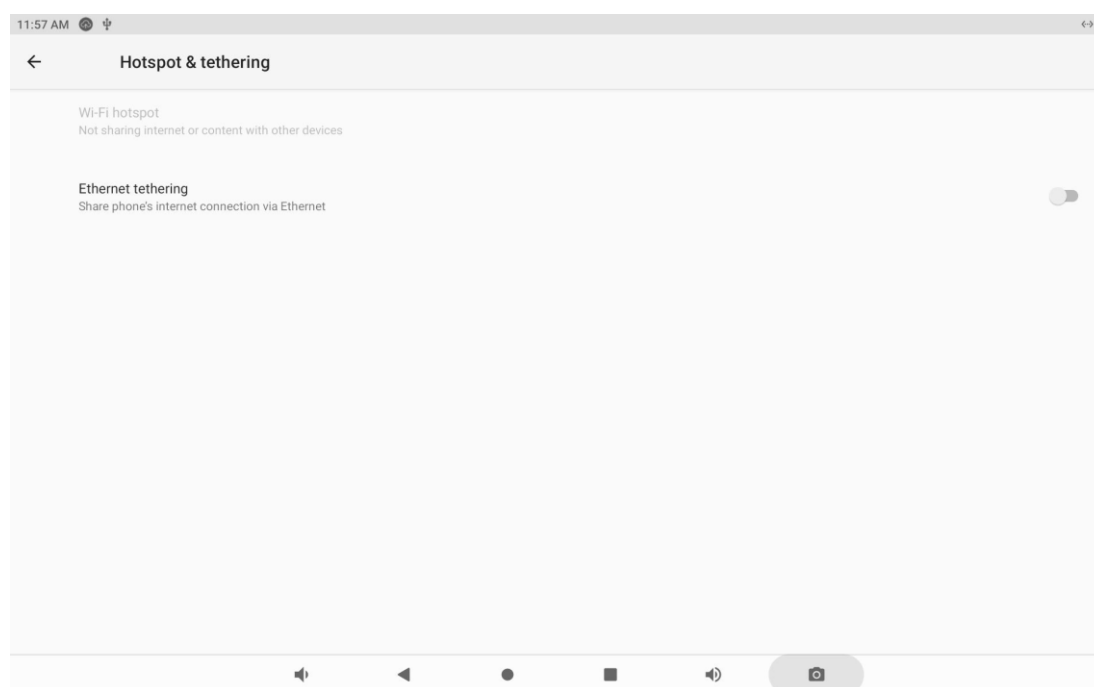 11:57 AM
Hotspot & tethering
Wi-Fi hotspot
Not sharing internet or content with other devices
Ethernet tethering
Share phone's internet connection via Ethernet